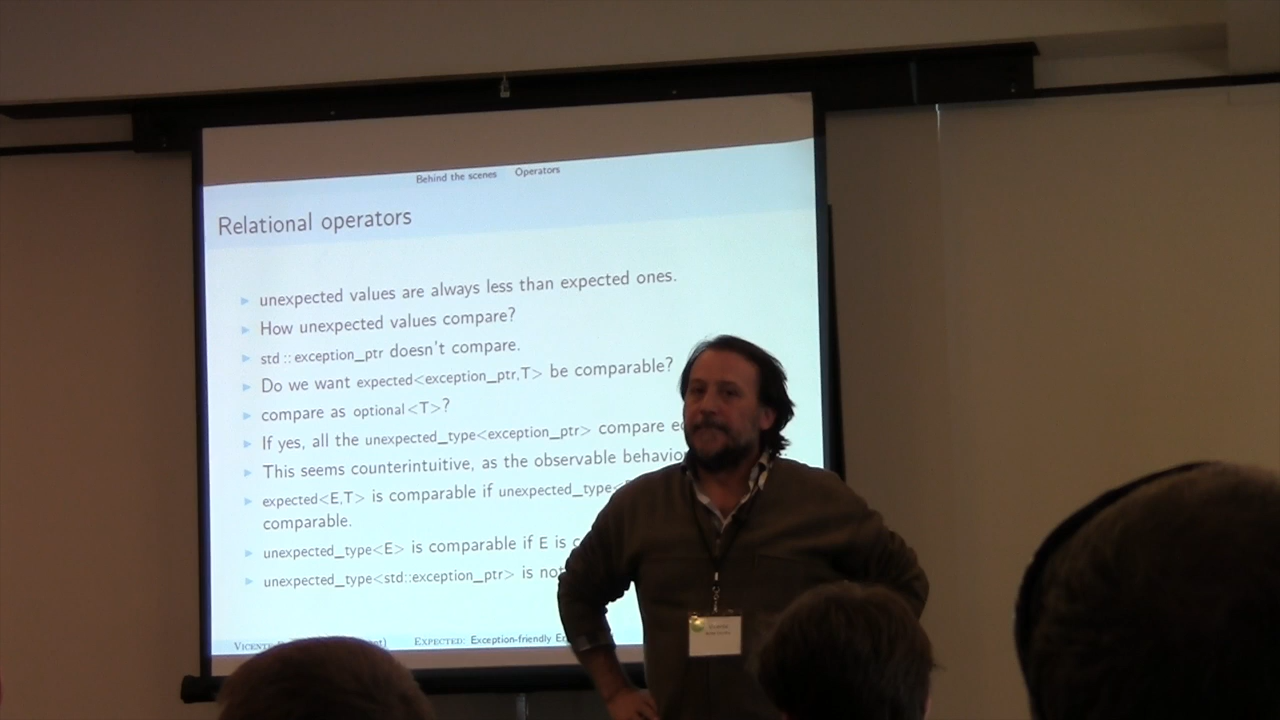 Behind the scenes Operators
Relational operators
unexpected values are always less than expected ones.
How unexpected values compare?
std::exception_ptr doesn't compare.
Do we want expected<exception_ptr,T> be comparable?
compare as optional<T>?
If yes, all the unexpected_type<exception_ptr> compare
This seems counterintuitive, as the observable
expected<E,T> is comparable if
comparable.
unexpected_type<E> is comparable if E is
unexpected_type<std::exception_ptr> is
EXPECTED: Exception-friendly